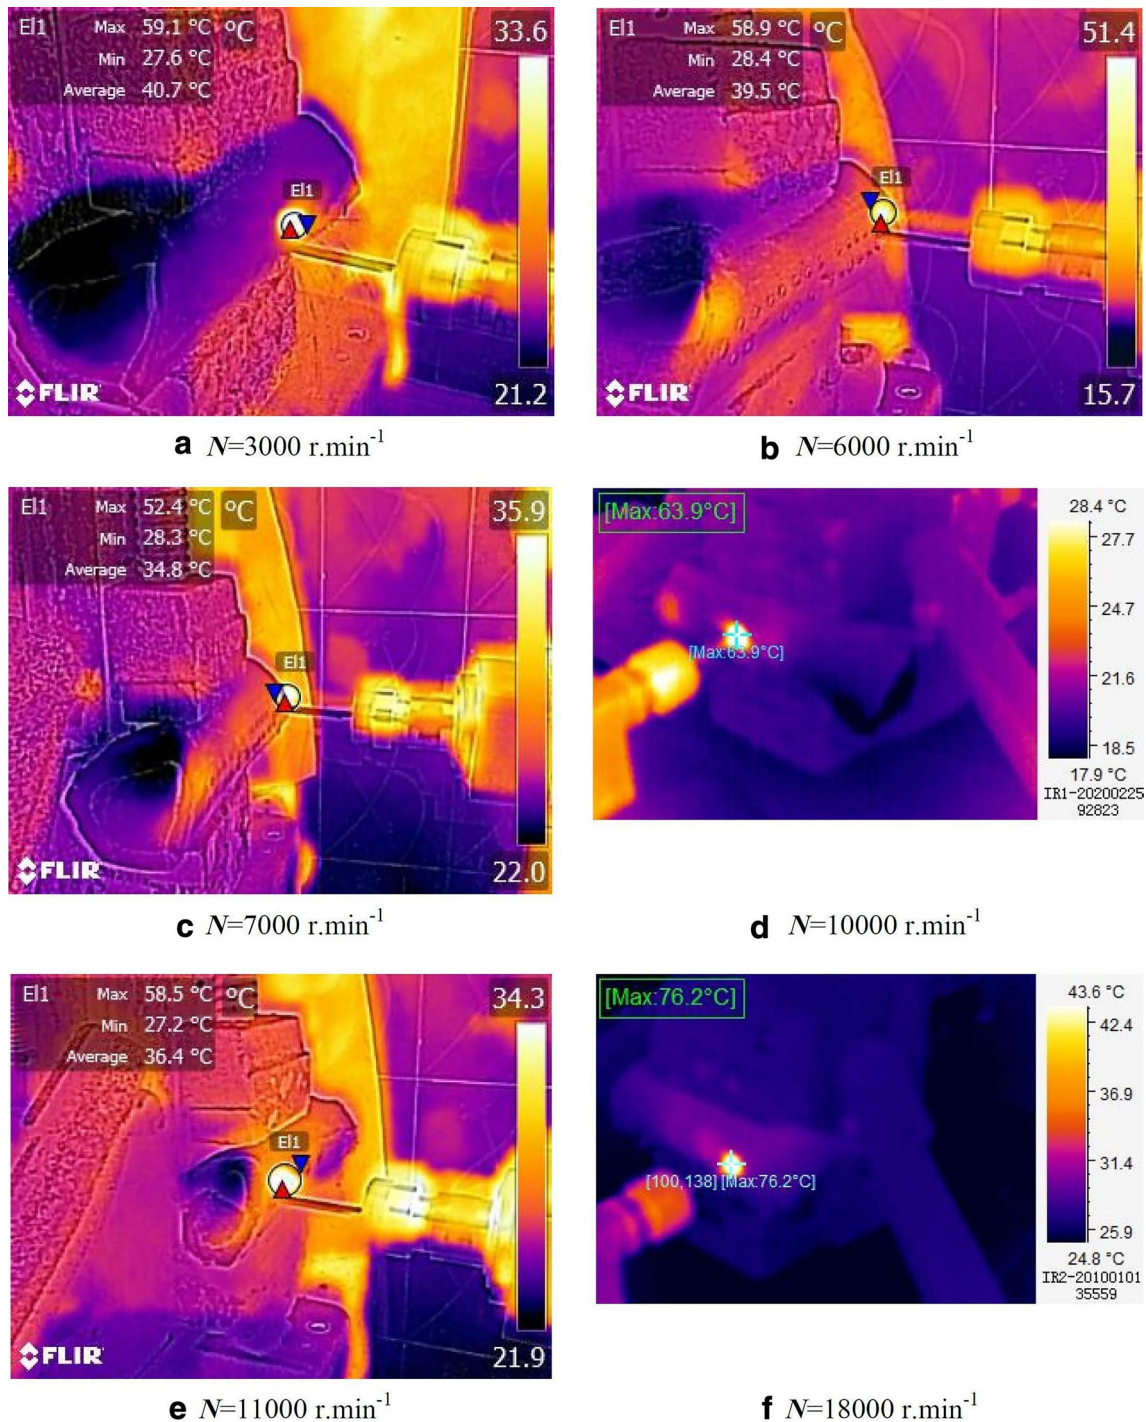 El1 Max 59.1 °C °C 33.6
Min 27.6 °C
Average 40.7 °C
El1
FLIR
21.2
a N=3000 r.min-1
El1 Max 58.9 °C °C 51.4
Min 28.4 °C
Average 39.5 °C
El1
FLIR
15.7
b N=6000 r.min-1
El1 Max 52.4 °C °C 35.9
Min 28.3 °C
Average 34.8 °C
El1
FLIR
22.0
c N=7000 r.min-1
[Max:63.9°C]
[Max:63.9°C]
28.4 °C
27.7
24.7
21.6
18.5
17.9 °C
IR1-20200225
92823
d N=10000 r.min-1
El1 Max 58.5 °C °C 34.3
Min 27.2 °C
Average 36.4 °C
El1
FLIR
21.9
e N=11000 r.min-1
[Max:76.2°C]
[100,138] [Max:76.2°C]
43.6 °C
42.4
36.9
31.4
25.9
24.8 °C
IR2-20100101
35559
f N=18000 r.min-1